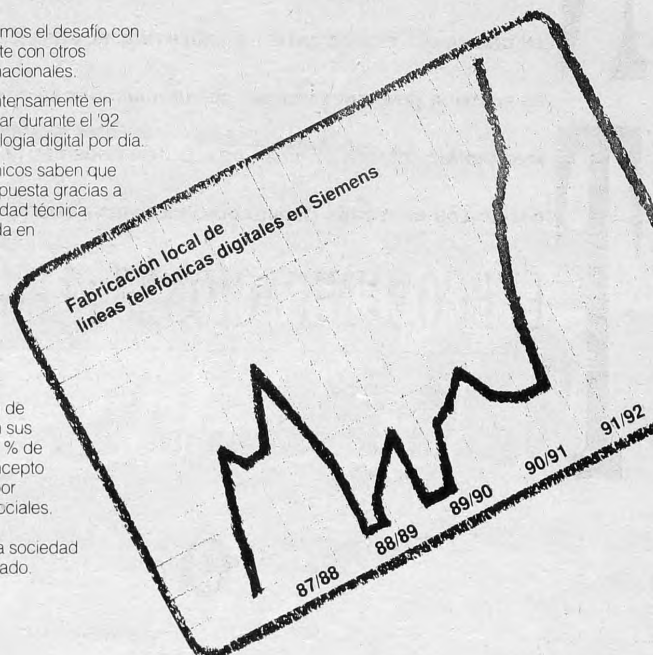 mos el desafío con
te con otros
nacionales.
ntensamente en
ar durante el '92
logía digital por día.
nicos saben que
puesta gracias a
dad técnica
da en
de
n sus
% de
ncepto
or
ociales.
a sociedad
ado.
Fabricación local de
líneas telefónicas digitales en Siemens
87/88
88/89
89/90
90/91
91/92